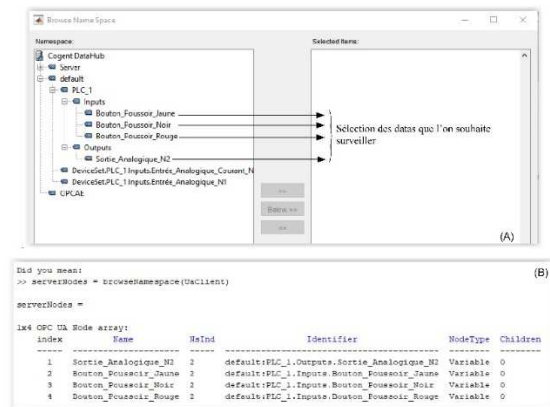 Browse Name Space
Namespace:
Selected Items:
Cogent DataHub
Server
default
PLC_1
Inputs
Bouton_Poussoir_Jaune
Bouton_Poussoir_Noir
Bouton_Poussoir_Rouge
Outputs
Sortie_Analogique_N2
DeviceSet.PLC_1 Inputs.Entrée_Analogique_Courant_N
DeviceSet.PLC_1 Inputs.Entrée_Analogique_N1
OPCAE
Sélection des datas que l'on souhaite
surveiller
>>
Below >>
<<
(A)
Did you mean:
(B)
>> serverNodes = browseNamespace(UaClient)
serverNodes =
1x4 OPC UA Node array:
index Name NsInd Identifier NodeType Children
1 Sortie_Analogique_N2 2 default:PLC_1.Outputs.Sortie_Analogique_N2 Variable 0
2 Bouton_Poussoir_Jaune 2 default:PLC_1.Inputs.Bouton_Poussoir_Jaune Variable 0
3 Bouton_Poussoir_Noir 2 default:PLC_1.Inputs.Bouton_Poussoir_Noir Variable 0
4 Bouton_Poussoir_Rouge 2 default:PLC_1.Inputs.Bouton_Poussoir_Rouge Variable 0